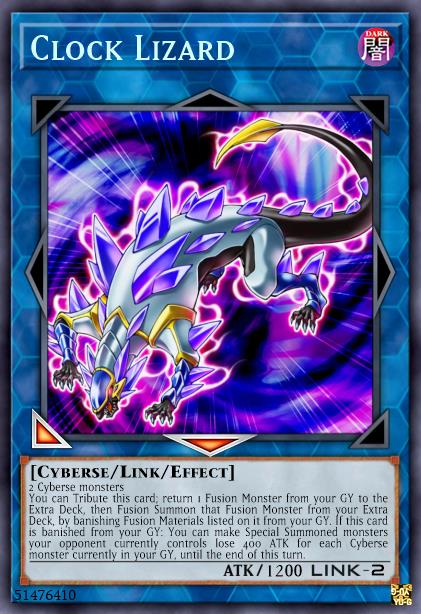 CLOCK LIZARD
DARK
闇
[CYBERSE/LINK/EFFECT]
2 Cyberse monsters
You can Tribute this card; return 1 Fusion Monster from your GY to the
Extra Deck, then Fusion Summon that Fusion Monster from your Extra
Deck, by banishing Fusion Materials listed on it from your GY. If this card
is banished from your GY: You can make Special Summoned monsters
your opponent currently controls lose 400 ATK for each Cyberse
monster currently in your GY, until the end of this turn.
ATK/1200 LINK-2
51476410